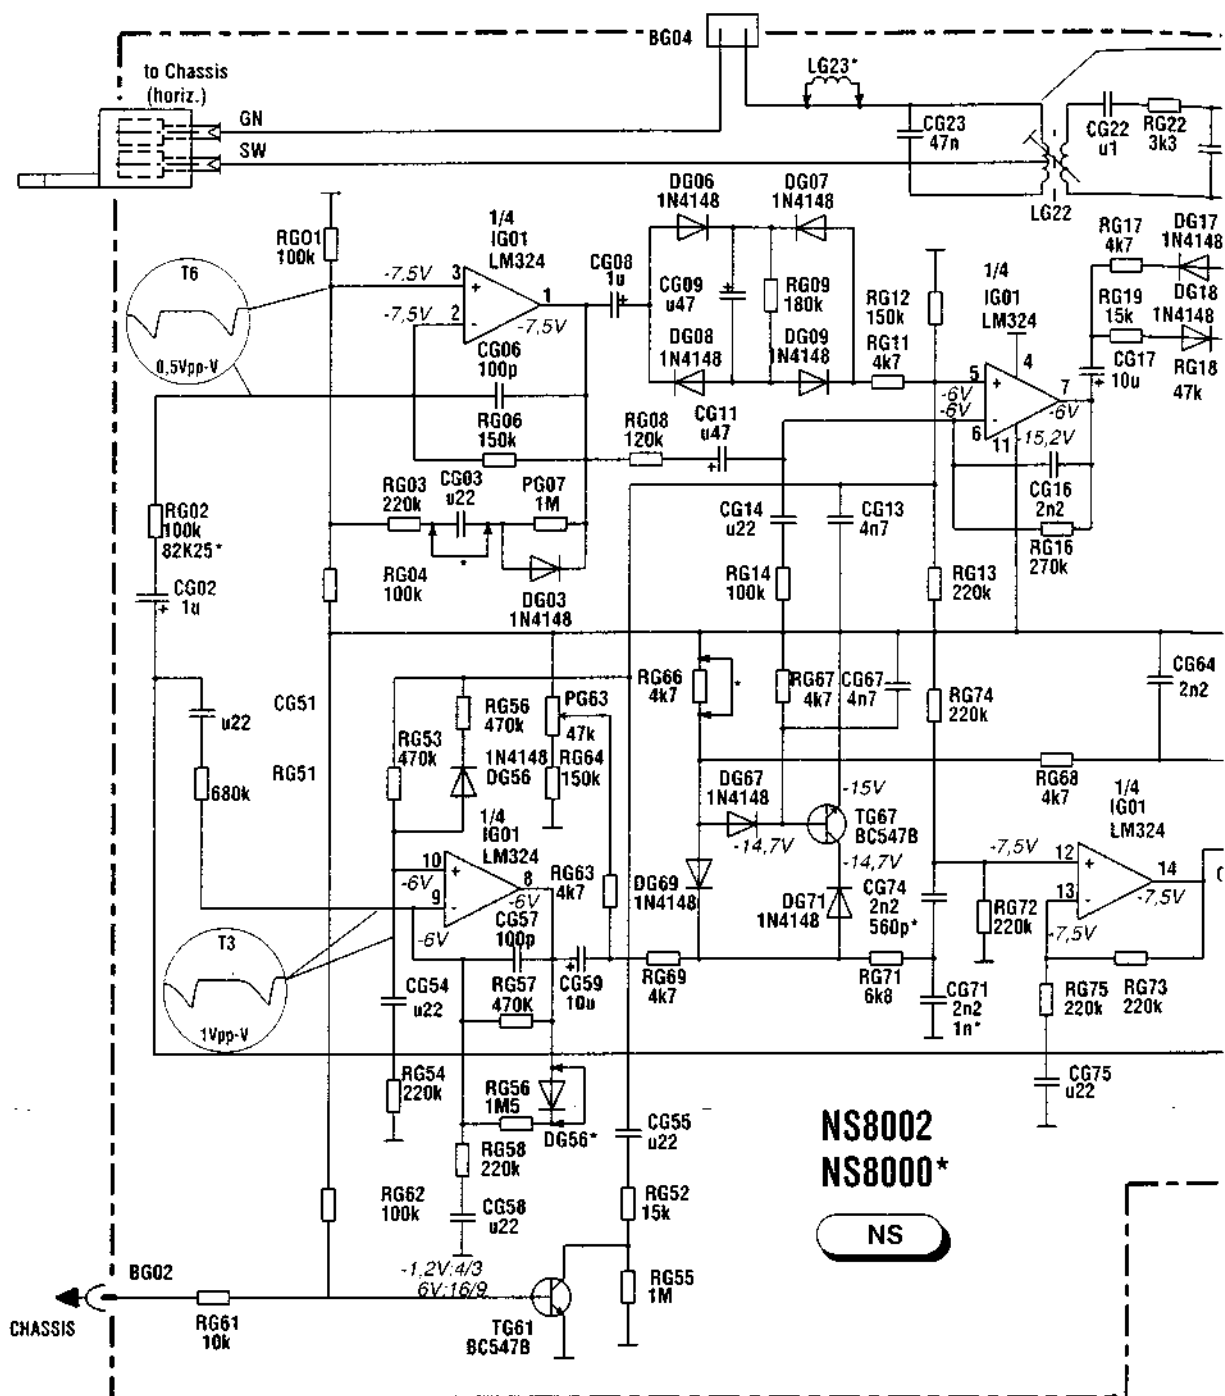 BG04
to Chassis
(horiz.)
GN
SW
LG23*
CG23
47n
CG22
u1
RG22
3k3
LG22
DG06
1N4148
DG07
1N4148
RG01
100k
1/4
IG01
LM324
-7.5V
3
+
1
-7,5V
-7,5V
2
-
T6
0,5Vpp-V
CG08
1u
+
CG09
u47
+
RG09
180k
DG08
1N4148
DG09
1N4148
RG12
150k
RG11
4k7
1/4
IG01
LM324
4
RG17
4k7
DG17
1N4148
RG19
15k
DG18
1N4148
CG17
10u
+
RG18
47k
5
-6V
-6V
6
+
-
7
-6V
11
-15,2V
CG06
100p
RG06
150k
RG08
120k
CG11
u47
+
CG16
2n2
RG16
270k
RG03
220k
CG03
u22
PG07
1M
*
DG03
1N4148
RG02
100k
82K25*
CG02
1u
+
RG04
100k
CG14
u22
CG13
4n7
RG14
100k
RG13
220k
RG66
4k7
*
RG67
4k7
CG67
4n7
RG74
220k
CG64
2n2
CG51
u22
RG51
680k
RG53
470k
RG56
470k
1N4148
DG56
PG63
47k
RG64
150k
1/4
IG01
LM324
RG68
4k7
DG67
1N4148
-14,7V
-15V
TG67
BC547B
-14,7V
1/4
IG01
LM324
-7,5V
12
+
14
-7,5V
13
-
-7,5V
10
+
-6V
9
-
-6V
8
-6V
RG63
4k7
DG69
1N4148
DG71
1N4148
CG74
2n2
560p*
RG72
220k
T3
1Vpp-V
CG57
100p
CG54
u22
RG57
470K
+
CG59
10u
RG69
4k7
RG71
6k8
CG71
2n2
1n*
RG75
220k
RG73
220k
RG54
220k
RG56
1M5
DG56*
CG75
u22
RG58
220k
CG55
u22
NS8002
NS8000*
NS
RG62
100k
CG58
u22
RG52
15k
-1,2V:4/3
6V:16/9
RG55
1M
BG02
CHASSIS
RG61
10k
TG61
BC547B